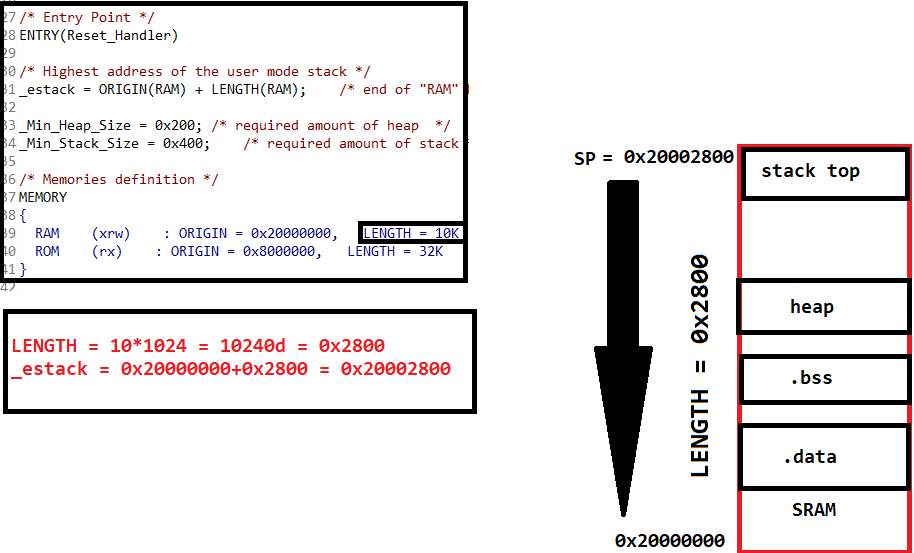 27 /* Entry Point */
28 ENTRY(Reset_Handler)
29
30 /* Highest address of the user mode stack */
31 _estack = ORIGIN(RAM) + LENGTH(RAM);    /* end of "RAM"
32
33 _Min_Heap_Size = 0x200; /* required amount of heap  */
34 _Min_Stack_Size = 0x400;    /* required amount of stack
35
36 /* Memories definition */
37 MEMORY
38 {
39   RAM    (xrw)    : ORIGIN = 0x20000000,   LENGTH = 10K
40   ROM    (rx)    : ORIGIN = 0x8000000,   LENGTH = 32K
41 }
42
LENGTH = 10*1024 = 10240d = 0x2800
_estack = 0x20000000+0x2800 = 0x20002800
SP = 0x20002800
stack top
LENGTH = 0x2800
heap
.bss
.data
SRAM
0x20000000